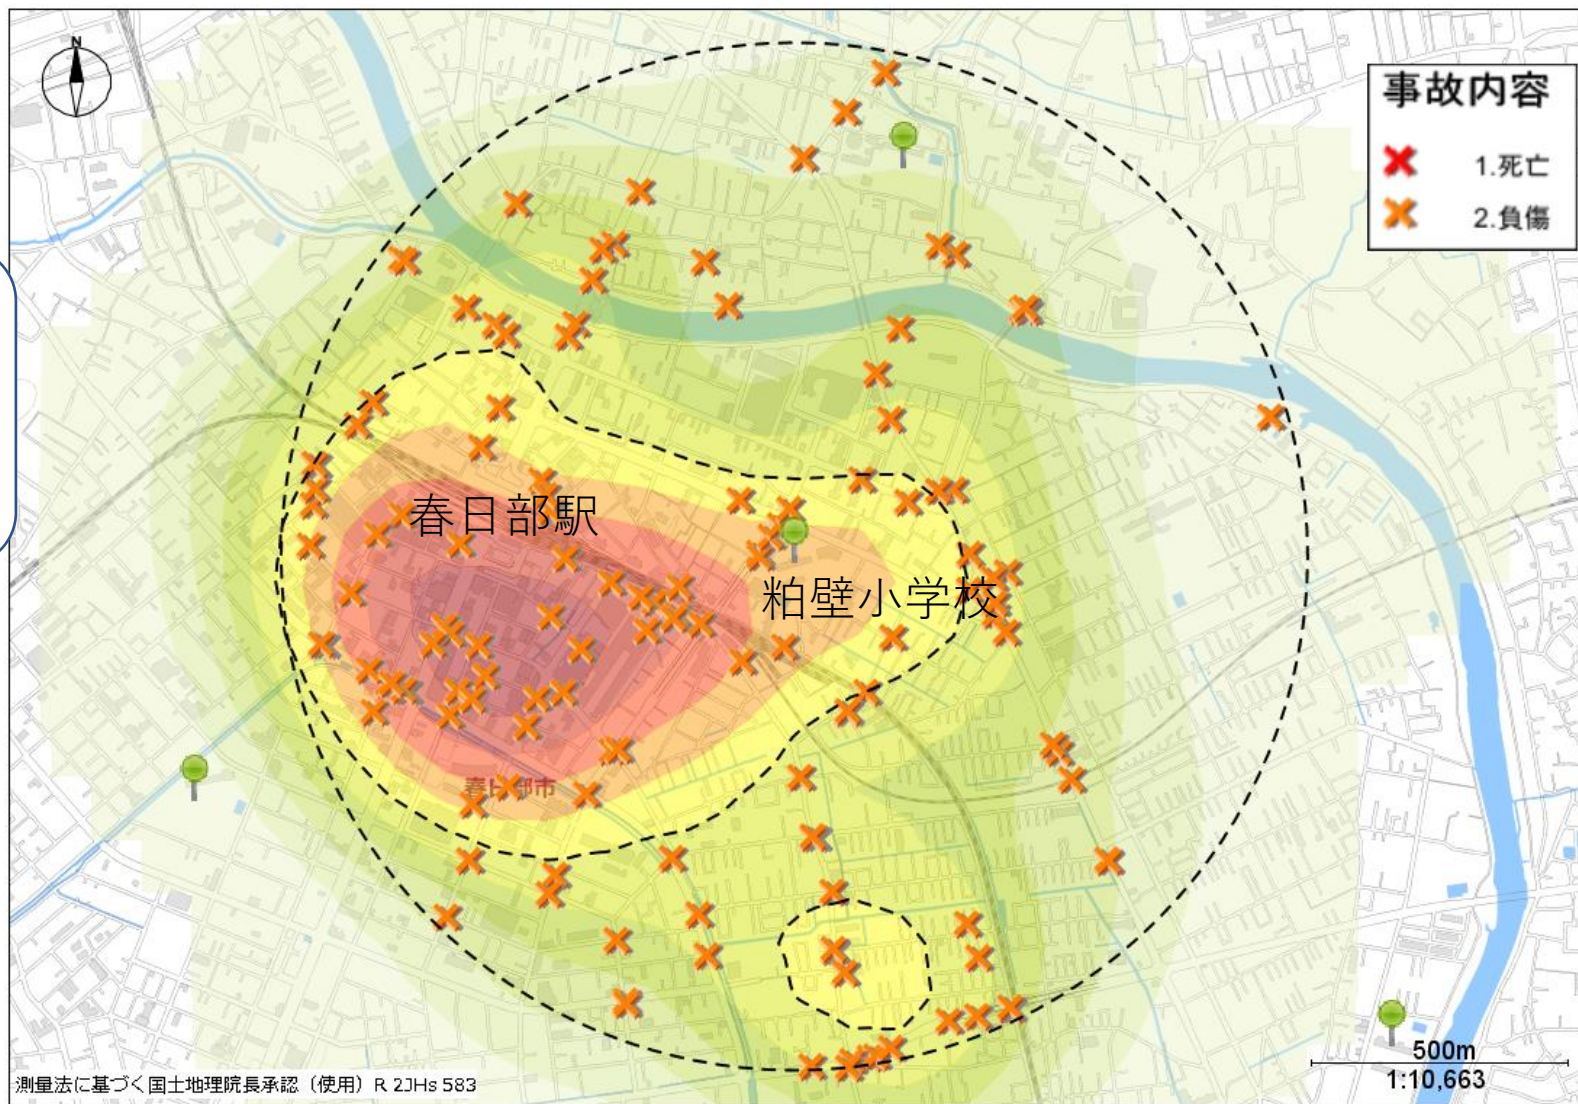 N
事故内容
1.死亡
2.負傷
春日部駅
粕壁小学校
春日部市
500m
1:10,663
測量法に基づく国土地理院長承認（使用）R 2JHs 583